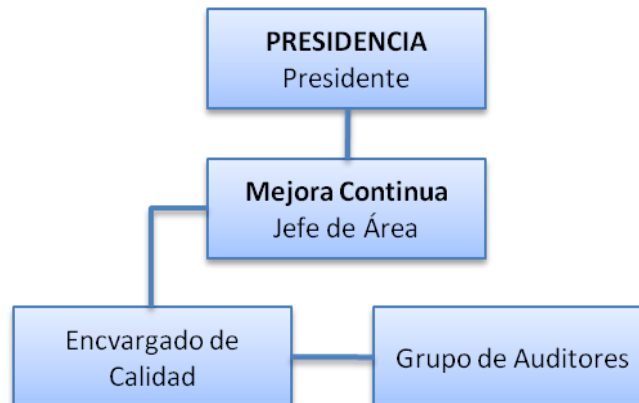 PRESIDENCIA
Presidente
Mejora Continua
Jefe de Área
Encvargado de
Calidad
Grupo de Auditores